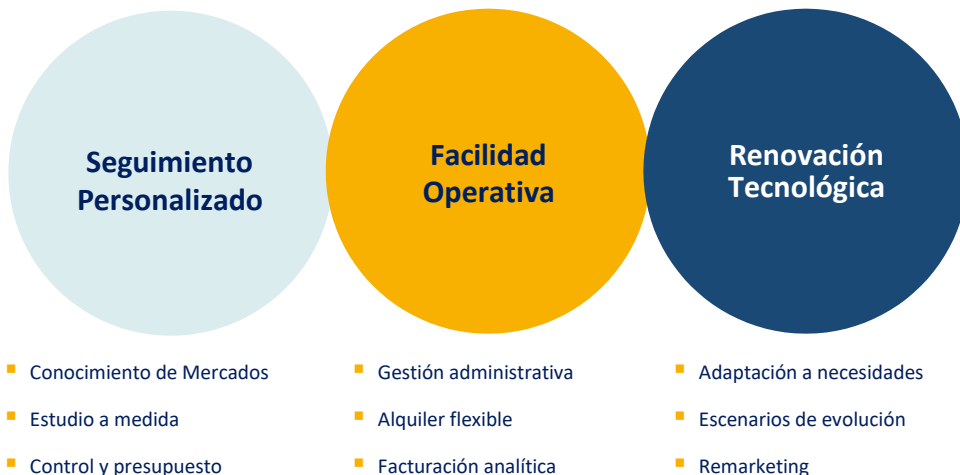 Seguimiento
Personalizado
Facilidad
Operativa
Renovación
Tecnológica
Conocimiento de Mercados
Estudio a medida
Control y presupuesto
Gestión administrativa
Alquiler flexible
Facturación analítica
Adaptación a necesidades
Escenarios de evolución
Remarketing